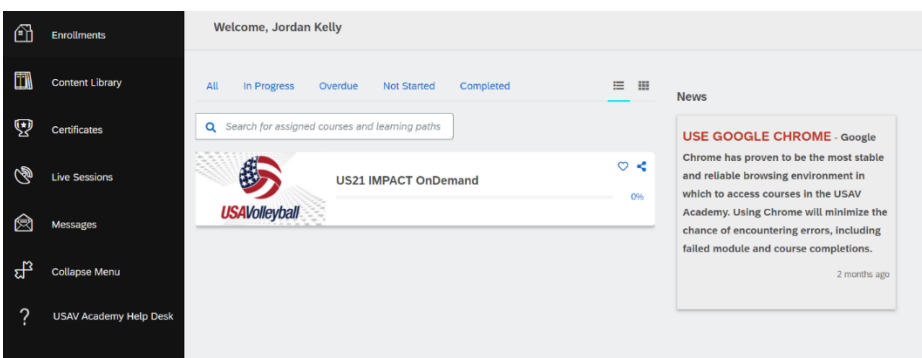 Enrollments
Content Library
Certificates
Live Sessions
Messages
Collapse Menu
? USAV Academy Help Desk
Welcome, Jordan Kelly
All In Progress Overdue Not Started Completed
Search for assigned courses and learning paths
USAVolleyball
US21 IMPACT OnDemand
0%
News
USE GOOGLE CHROME - Google
Chrome has proven to be the most stable
and reliable browsing environment in
which to access courses in the USAV
Academy. Using Chrome will minimize the
chance of encountering errors, including
failed module and course completions.
2 months ago